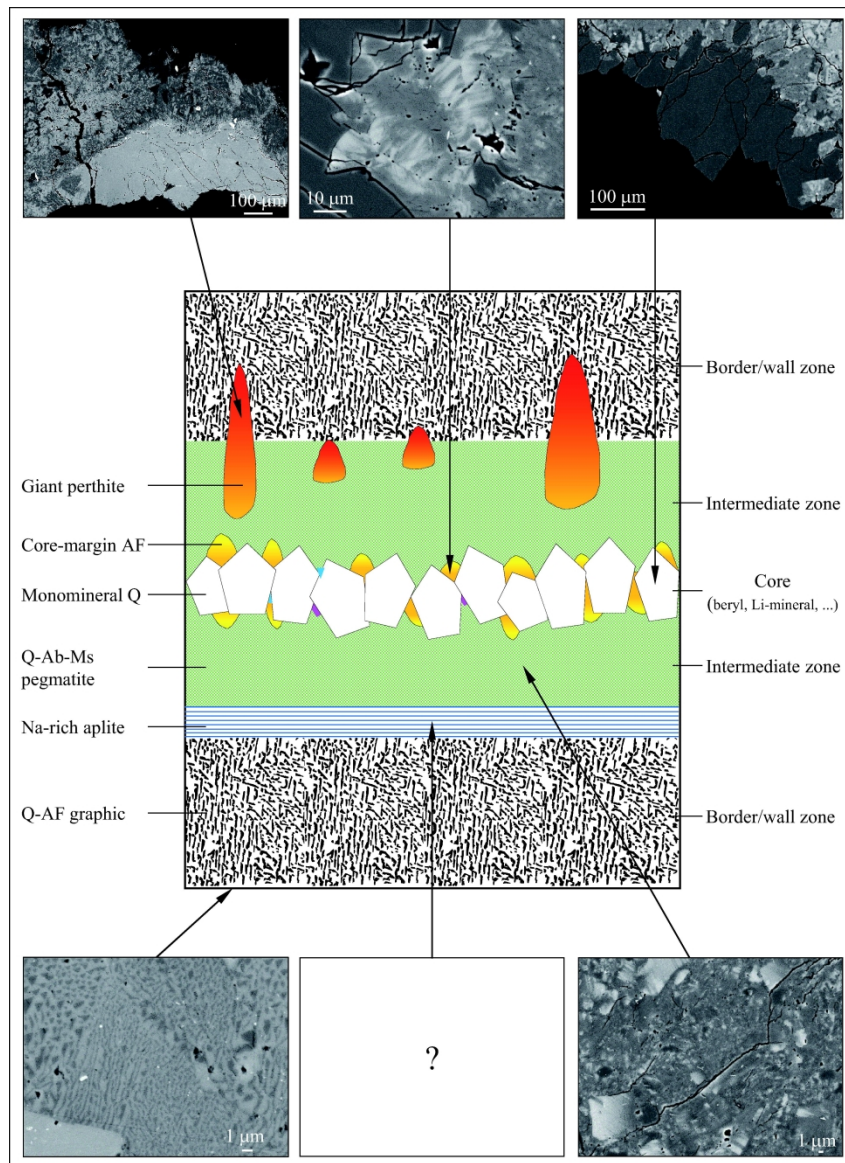 100 μm
10 μm
100 μm
Border/wall zone
Giant perthite
Intermediate zone
Core-margin AF
Monomineral Q
Core
(beryl, Li-mineral, ...)
Q-Ab-Ms
pegmatite
Intermediate zone
Na-rich aplite
Q-AF graphic
Border/wall zone
1 μm
?
1 μm